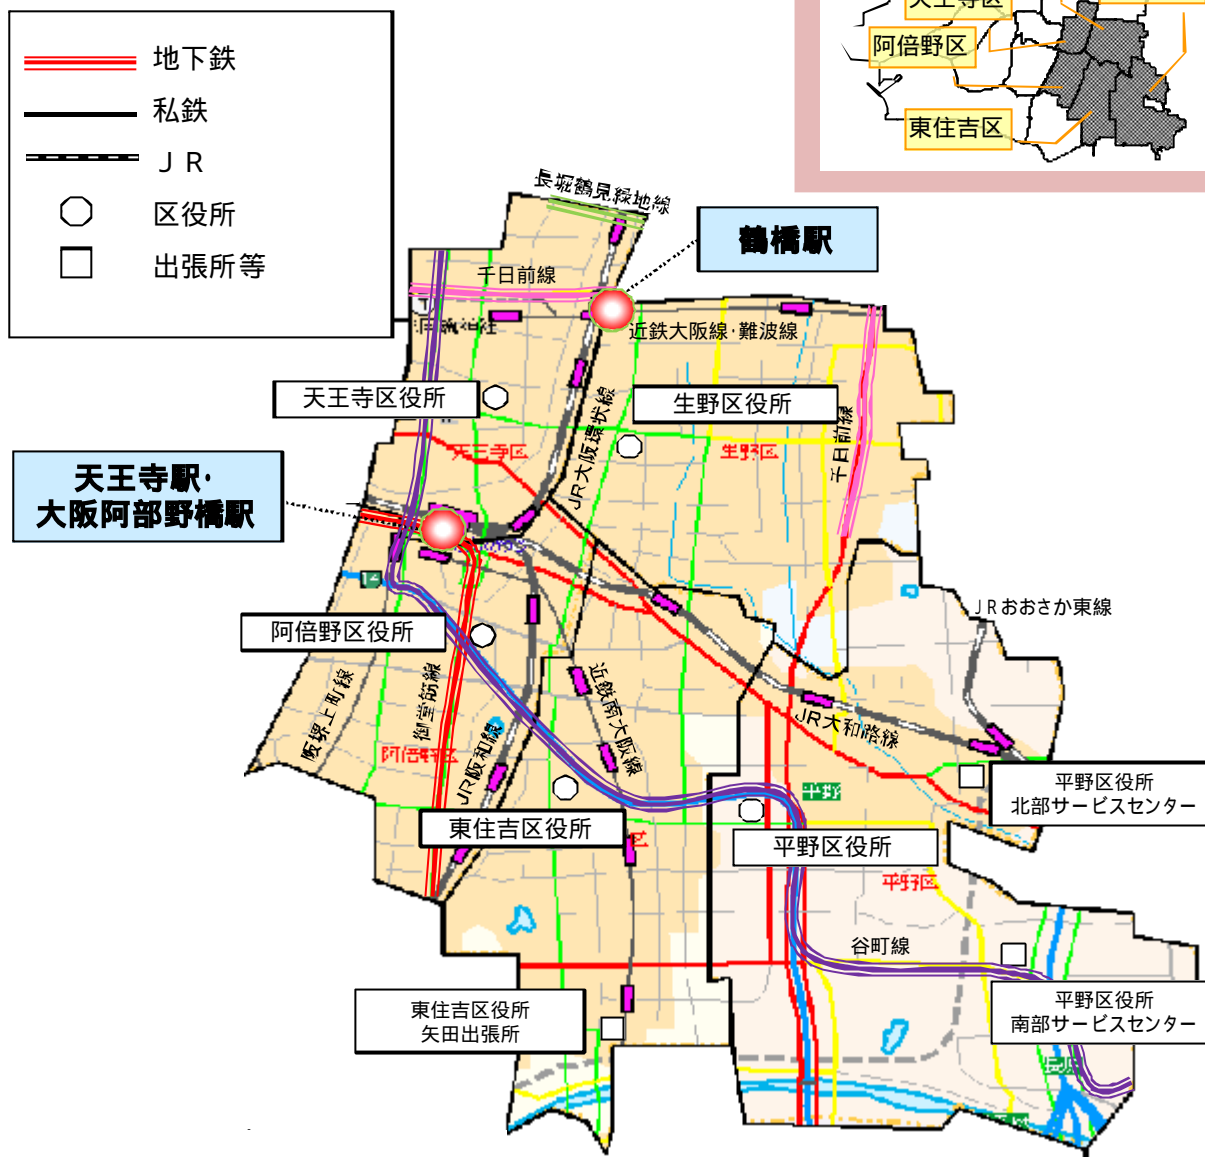 地下鉄
私鉄
ＪＲ
区役所
出張所等
天王寺区
阿倍野区
東住吉区
長堀鶴見緑地線
鶴橋駅
千日前線
近鉄大阪線・難波線
天王寺区役所
生野区役所
JR大阪環状線
千日前線
天王寺区
生野区
天王寺駅・
大阪阿部野橋駅
14
JRおおさか東線
阿倍野区役所
阪堺上町線
御堂筋線
JR阪和線
近鉄南大阪線
JR大和路線
阿倍野区
平野区役所
北部サービスセンター
平野
東住吉区役所
平野区役所
平野区
谷町線
東住吉区役所
矢田出張所
平野区役所
南部サービスセンター